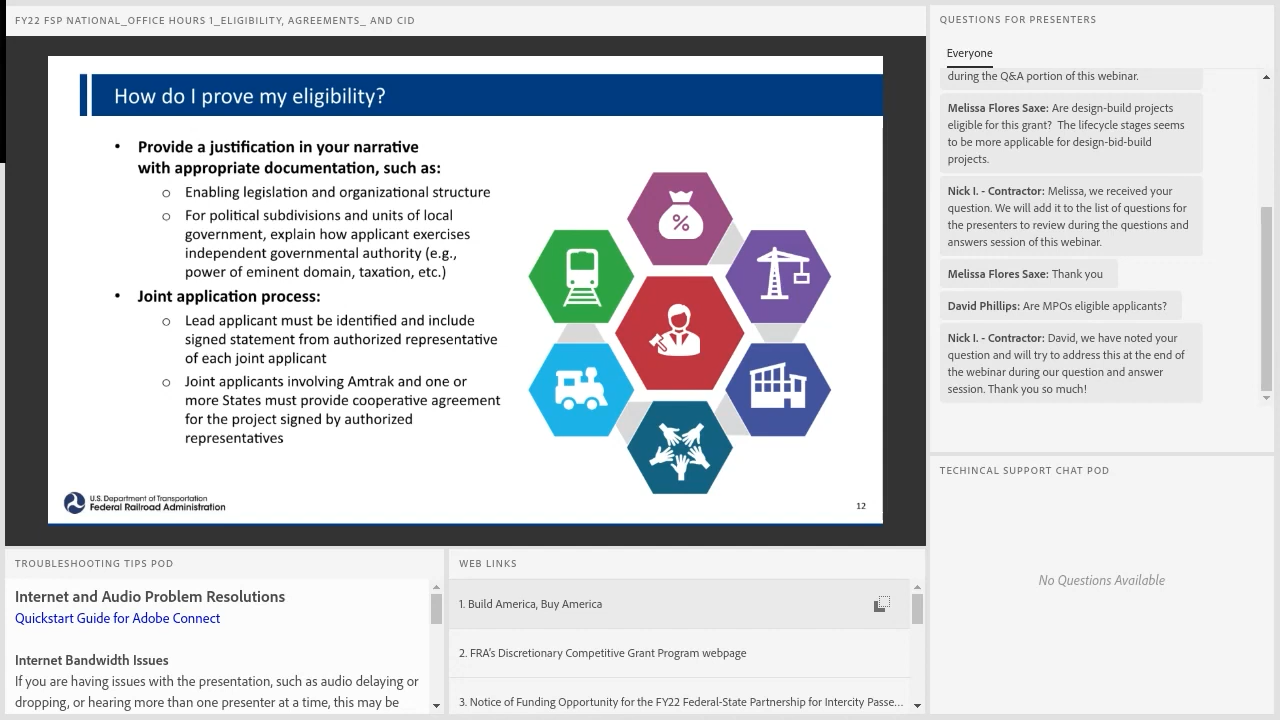 FY22 FSP NATIONAL_OFFICE HOURS 1_ELIGIBILITY, AGREEMENTS_ AND CID
How do I prove my eligibility?
• Provide a justification in your narrative
with appropriate documentation, such as:
o Enabling legislation and organizational structure
o For political subdivisions and units of local
government, explain how applicant exercises
independent governmental authority (e.g.,
power of eminent domain, taxation, etc.)
• Joint application process:
o Lead applicant must be identified and include
signed statement from authorized representative
of each joint applicant
o Joint applicants involving Amtrak and one or
more States must provide cooperative agreement
for the project signed by authorized
representatives
%
U.S. Department of Transportation
Federal Railroad Administration
12
QUESTIONS FOR PRESENTERS
Everyone
during the Q&A portion of this webinar.
Melissa Flores Saxe: Are design-build projects
eligible for this grant? The lifecycle stages seems
to be more applicable for design-bid-build
projects.
Nick I. - Contractor: Melissa, we received your
question. We will add it to the list of questions for
the presenters to review during the questions and
answers session of this webinar.
Melissa Flores Saxe: Thank you
David Phillips: Are MPOs eligible applicants?
Nick I. - Contractor: David, we have noted your
question and will try to address this at the end of
the webinar during our question and answer
session. Thank you so much!
TECHINCAL SUPPORT CHAT POD
No Questions Available
TROUBLESHOOTING TIPS POD
Internet and Audio Problem Resolutions
Quickstart Guide for Adobe Connect
Internet Bandwidth Issues
If you are having issues with the presentation, such as audio delaying or
dropping, or hearing more than one presenter at a time, this may be
WEB LINKS
1. Build America, Buy America
2. FRA's Discretionary Competitive Grant Program webpage
3. Notice of Funding Opportunity for the FY22 Federal-State Partnership for Intercity Passe...